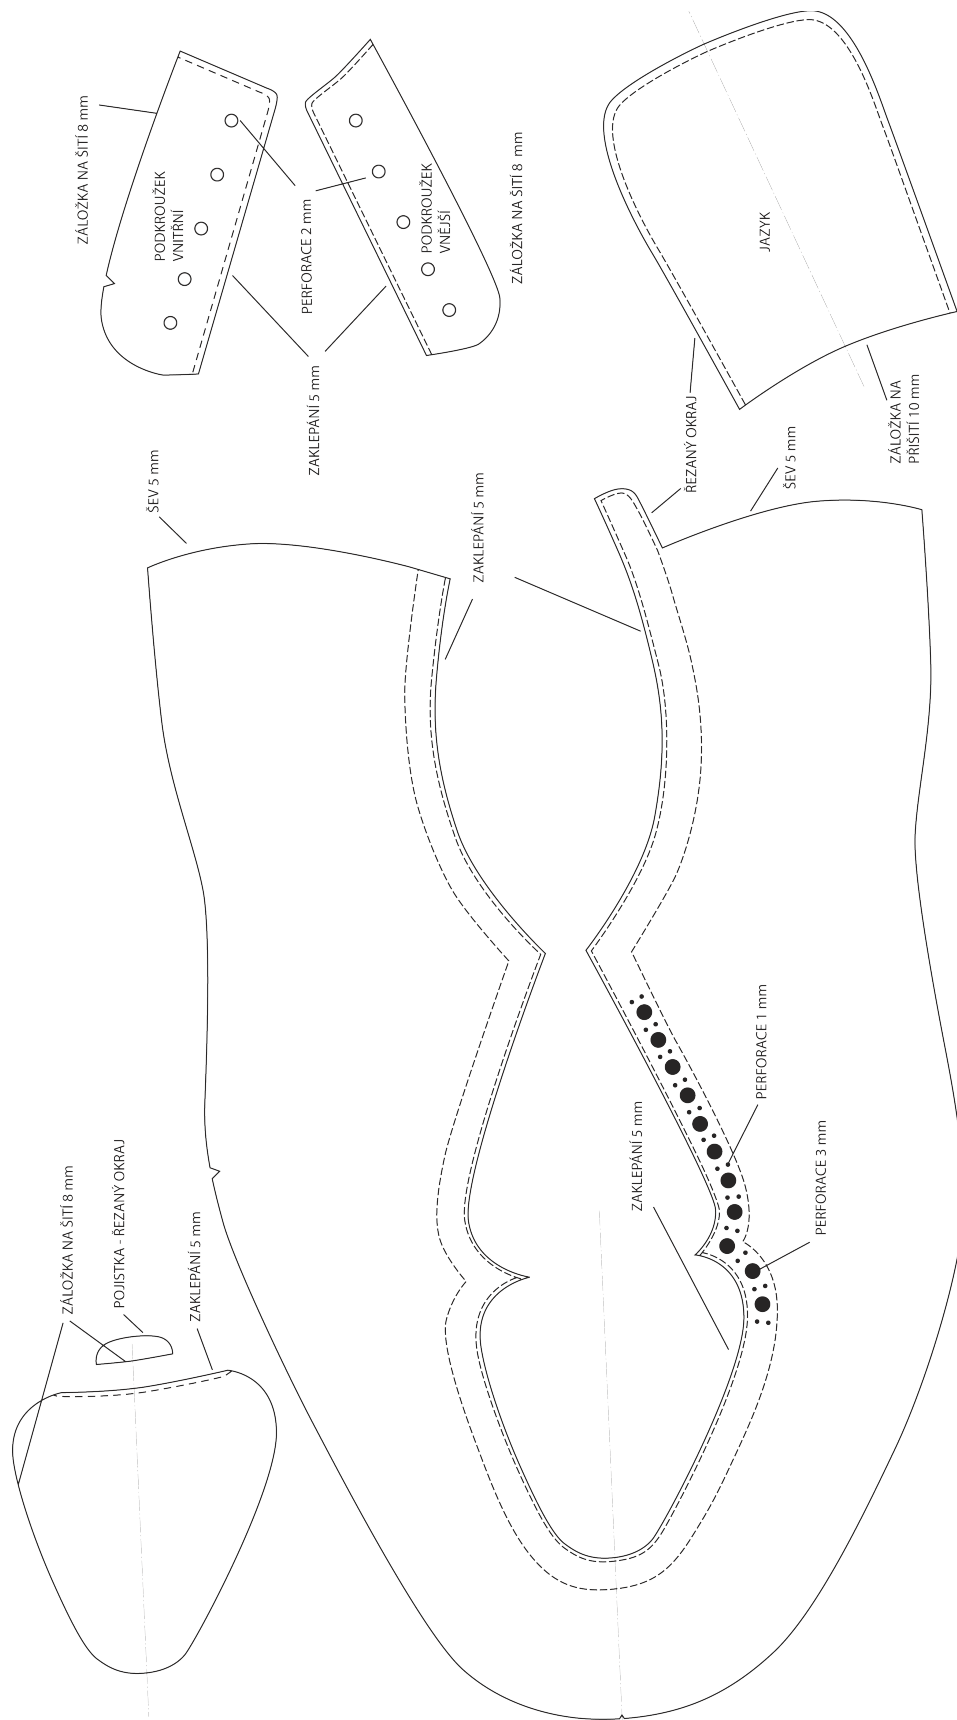 ZÁLOŽKA NA ŠITÍ 8 mm
PODKROUŽEK
VNITŘNÍ
PERFORACE 2 mm
PODKROUŽEK
VNĚJŠÍ
ZÁLOŽKA NA ŠITÍ 8 mm
ZAKLEPÁNÍ 5 mm
JAZYK
ŘEZANÝ OKRAJ
ZÁLOŽKA NA
PŘIŠITÍ 10 mm
ŠEV 5 mm
ZAKLEPÁNÍ 5 mm
ŠEV 5 mm
PERFORACE 1 mm
ZAKLEPÁNÍ 5 mm
PERFORACE 3 mm
ZÁLOŽKA NA ŠITÍ 8 mm
POJISTKA - ŘEZANÝ OKRAJ
ZAKLEPÁNÍ 5 mm